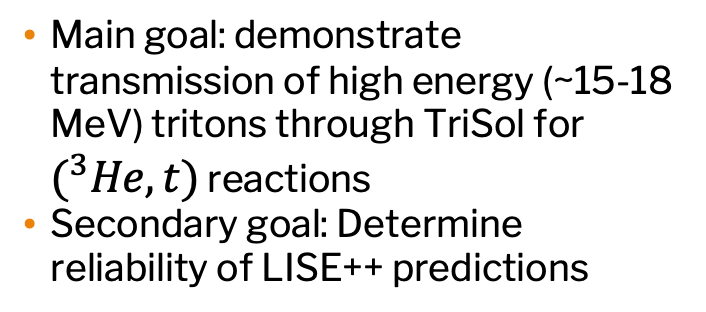 • Main goal: demonstrate
transmission of high energy (~15-18
MeV) tritons through TriSol for
(³He, t) reactions
• Secondary goal: Determine
reliability of LISE++ predictions